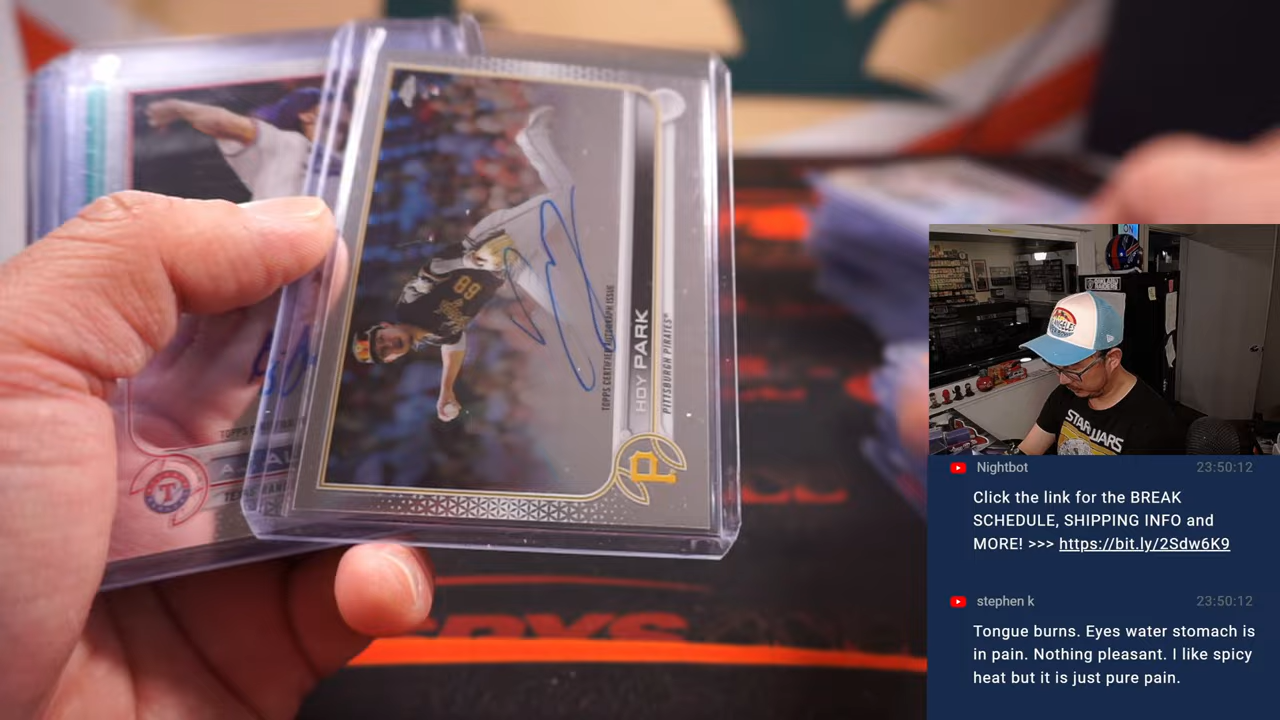 TOPPS CERTIFIED AUTOGRAPH ISSUE
HOY PARK
PITTSBURGH PIRATES®
P
68
T
ON
STAR WARS
Nightbot
23:50:12
Click the link for the BREAK
SCHEDULE, SHIPPING INFO and
MORE! >>> https://bit.ly/2Sdw6K9
stephen k
23:50:12
Tongue burns. Eyes water stomach is
in pain. Nothing pleasant. I like spicy
heat but it is just pure pain.